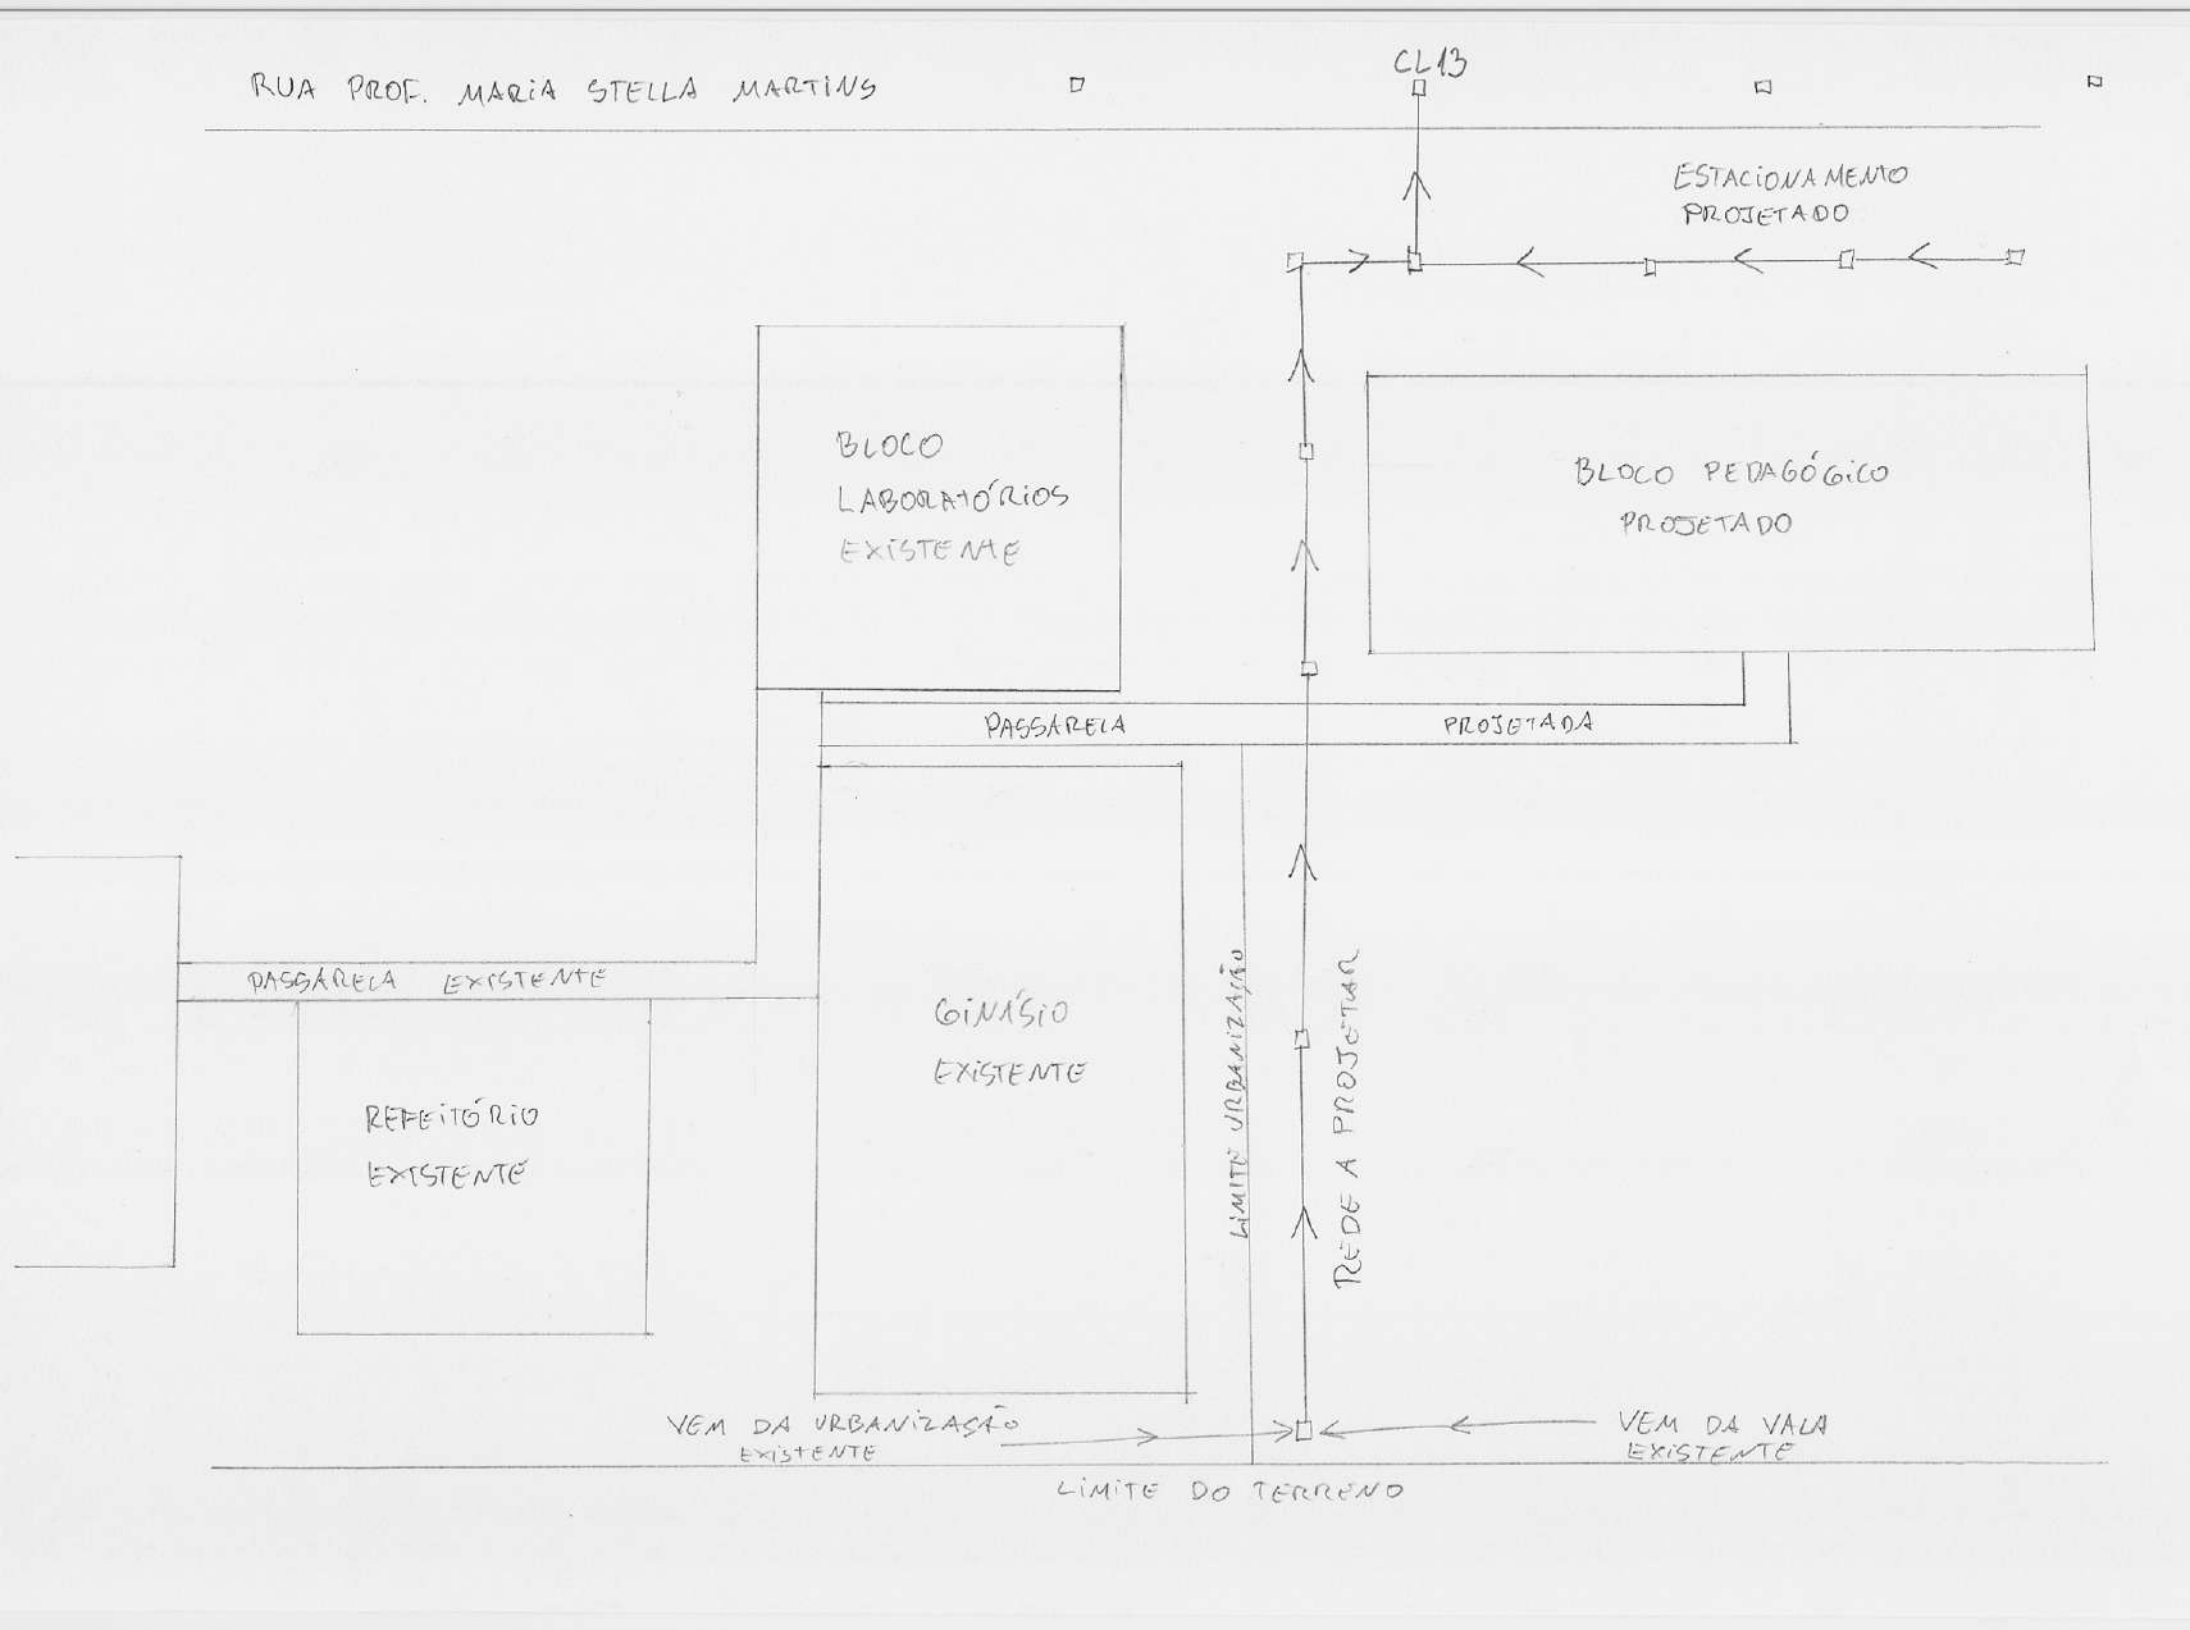 RUA PROF. MARIA STELLA MARTINS
CL13
ESTACIONAMENTO
PROJETADO
BLOCO
LABORATÓRIOS
EXISTENTE
BLOCO PEDAGÓGICO
PROJETADO
PASSARELA PROJETADA
PASSARELA EXISTENTE
GINÁSIO
EXISTENTE
REFEITÓRIO
EXISTENTE
LIMITE URBANIZAÇÃO
REDE A PROJETAR
VEM DA URBANIZAÇÃO
EXISTENTE
VEM DA VALA
EXISTENTE
LIMITE DO TERRENO